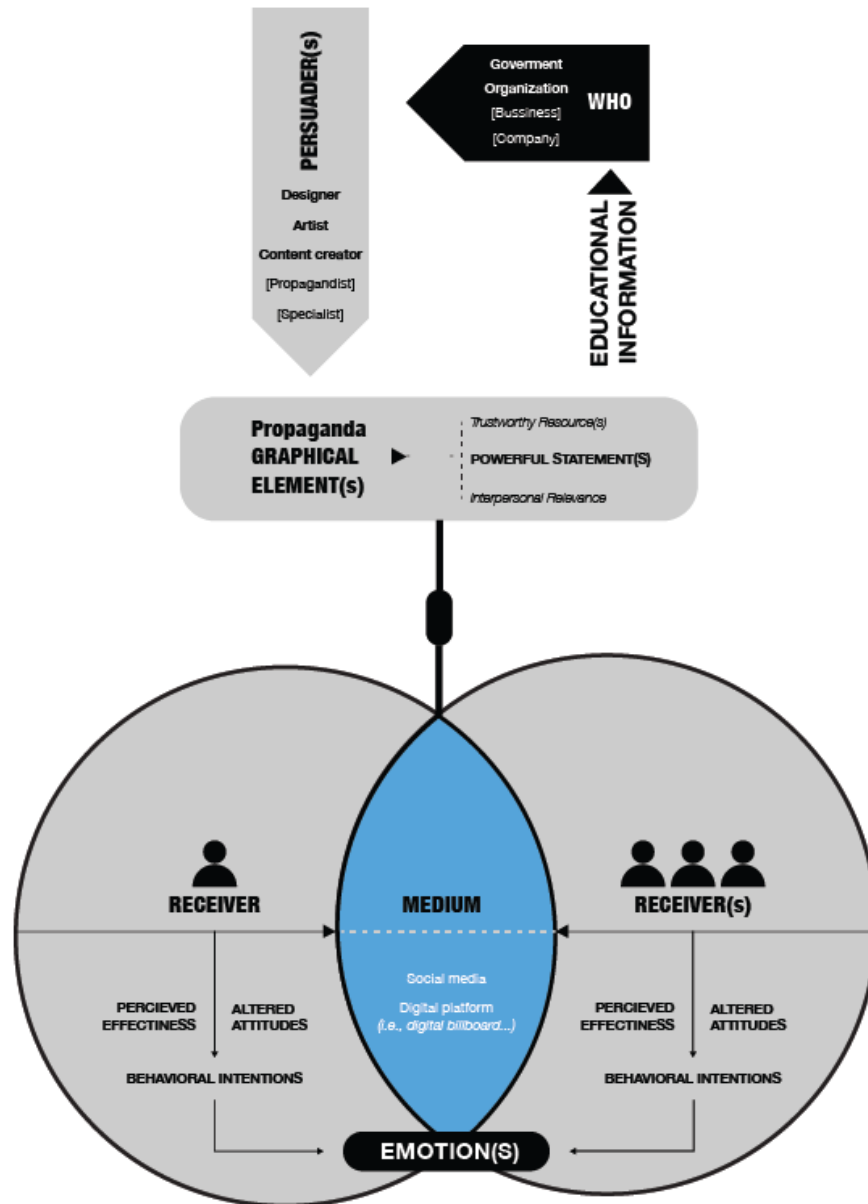 PERSUADER(s)
Designer
Artist
Content creator
[Propagandist]
[Specialist]
Goverment
Organization
[Bussiness]
[Company]
WHO
EDUCATIONAL
INFORMATION
Propaganda
GRAPHICAL
ELEMENT(s)
Trustworthy Resource(s)
POWERFUL STATEMENT(S)
Interpersonal Relevance
RECEIVER
MEDIUM
RECEIVER(s)
Social media
Digital platform
(i.e., digital billboard...)
PERCIEVED
EFFECTINESS
ALTERED
ATTITUDES
BEHAVIORAL INTENTIONS
PERCIEVED
EFFECTINESS
ALTERED
ATTITUDES
BEHAVIORAL INTENTIONS
EMOTION(S)